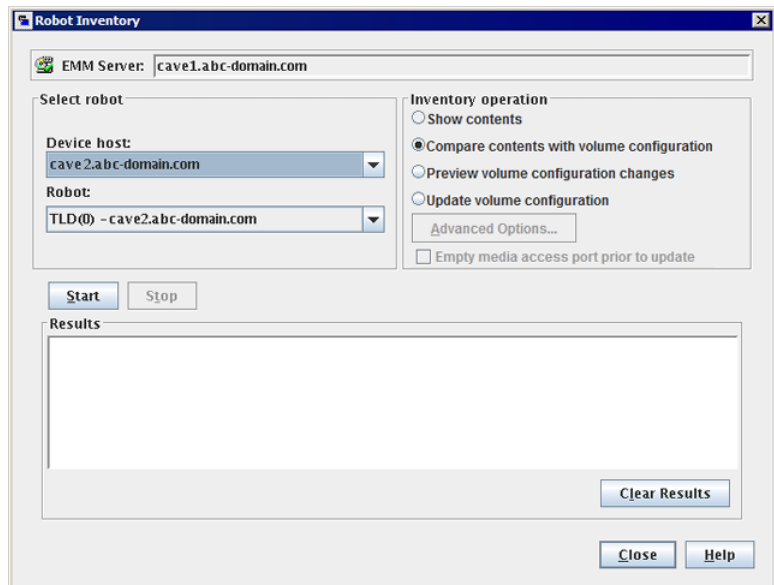 Robot Inventory
EMM Server: cave1.abc-domain.com
Select robot
Device host:
cave2.abc-domain.com
Robot:
TLD(0) - cave2.abc-domain.com
Inventory operation
Show contents
Compare contents with volume configuration
Preview volume configuration changes
Update volume configuration
Advanced Options...
Empty media access port prior to update
Start Stop
Results
Clear Results
Close Help